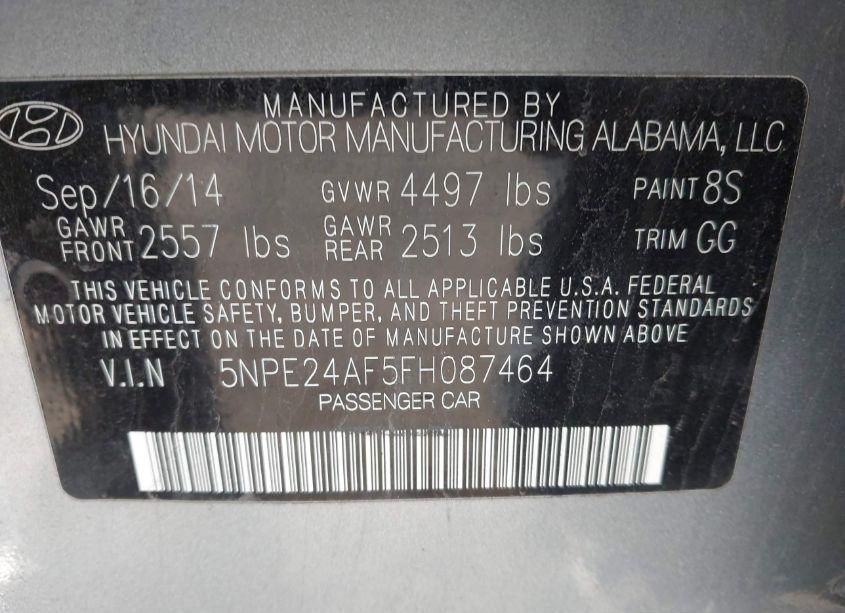 MANUFACTURED BY
HYUNDAI MOTOR MANUFACTURING ALABAMA, LLC
Sep/16/14 GVWR 4497 lbs PAINT 8S
GAWR FRONT 2557 lbs GAWR REAR 2513 lbs TRIM GG
THIS VEHICLE CONFORMS TO ALL APPLICABLE U.S.A. FEDERAL
MOTOR VEHICLE SAFETY, BUMPER, AND THEFT PREVENTION STANDARDS
IN EFFECT ON THE DATE OF MANUFACTURE SHOWN ABOVE
V.I.N 5NPE24AF5FH087464
PASSENGER CAR